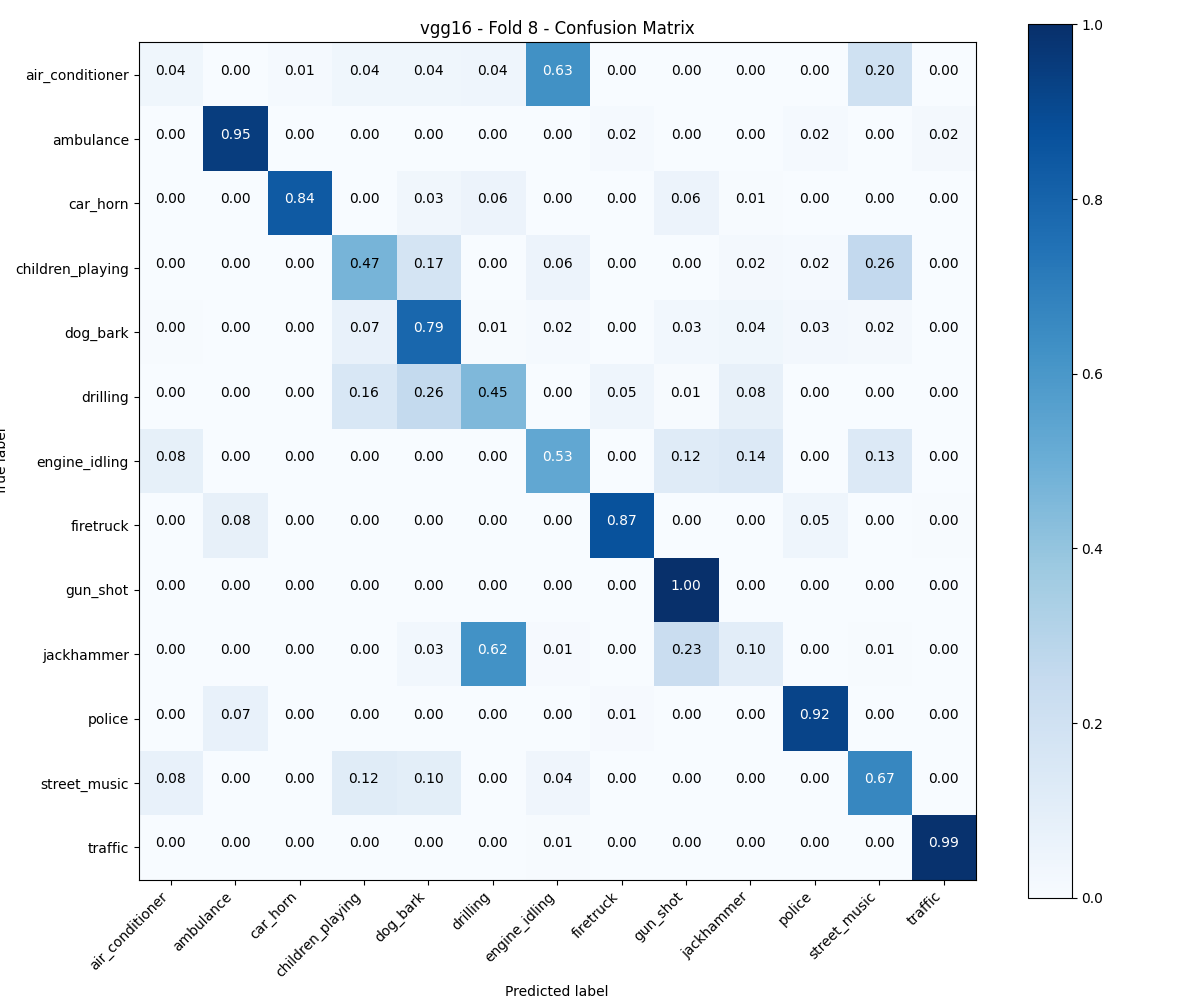 vgg16 - Fold 8 - Confusion Matrix
air_conditioner 0.04 0.00 0.01 0.04 0.04 0.04 0.63 0.00 0.00 0.00 0.00 0.20 0.00
ambulance 0.00 0.95 0.00 0.00 0.00 0.00 0.00 0.02 0.00 0.00 0.02 0.00 0.02
car_horn 0.00 0.00 0.84 0.00 0.03 0.06 0.00 0.00 0.06 0.01 0.00 0.00 0.00
children_playing 0.00 0.00 0.00 0.47 0.17 0.00 0.06 0.00 0.00 0.02 0.02 0.26 0.00
dog_bark 0.00 0.00 0.00 0.07 0.79 0.01 0.02 0.00 0.03 0.04 0.03 0.02 0.00
drilling 0.00 0.00 0.00 0.16 0.26 0.45 0.00 0.05 0.01 0.08 0.00 0.00 0.00
engine_idling 0.08 0.00 0.00 0.00 0.00 0.00 0.53 0.00 0.12 0.14 0.00 0.13 0.00
firetruck 0.00 0.08 0.00 0.00 0.00 0.00 0.00 0.87 0.00 0.00 0.05 0.00 0.00
gun_shot 0.00 0.00 0.00 0.00 0.00 0.00 0.00 0.00 1.00 0.00 0.00 0.00 0.00
jackhammer 0.00 0.00 0.00 0.00 0.03 0.62 0.01 0.00 0.23 0.10 0.00 0.01 0.00
police 0.00 0.07 0.00 0.00 0.00 0.00 0.00 0.01 0.00 0.00 0.92 0.00 0.00
street_music 0.08 0.00 0.00 0.12 0.10 0.00 0.04 0.00 0.00 0.00 0.00 0.67 0.00
traffic 0.00 0.00 0.00 0.00 0.00 0.00 0.01 0.00 0.00 0.00 0.00 0.00 0.99
air_conditioner ambulance car_horn children_playing dog_bark drilling engine_idling firetruck gun_shot jackhammer police street_music traffic
Predicted label
label
1.0
0.8
0.6
0.4
0.2
0.0